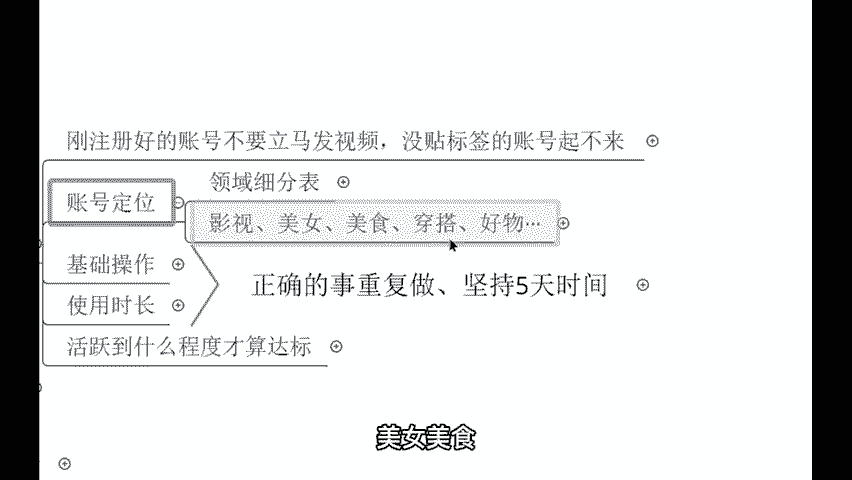 刚注册好的账号不要立马发视频，没贴标签的账号起不来
账号定位
领域细分表
影视、美女、美食、穿搭、好物…
基础操作
正确的事重复做、坚持5天时间
使用时长
活跃到什么程度才算达标
美女美食